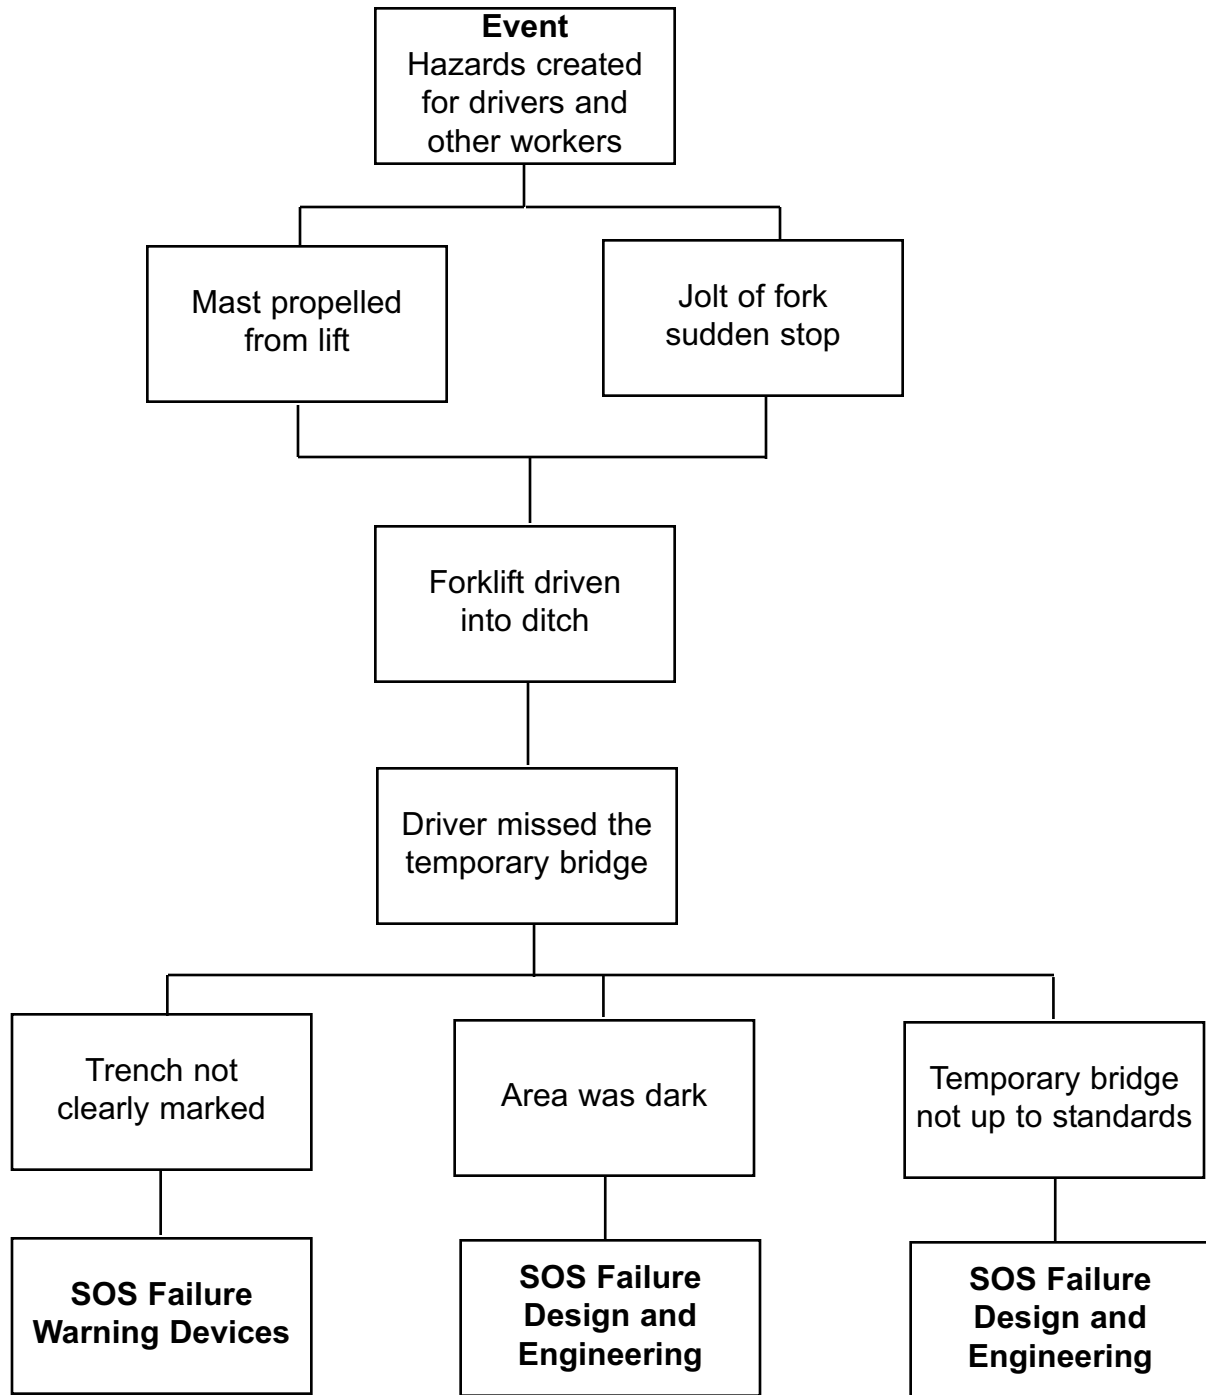 Event
Hazards created
for drivers and
other workers
Mast propelled
from lift
Jolt of fork
sudden stop
Forklift driven
into ditch
Driver missed the
temporary bridge
Trench not
clearly marked
Area was dark
Temporary bridge
not up to standards
SOS Failure
Warning Devices
SOS Failure
Design and
Engineering
SOS Failure
Design and
Engineering